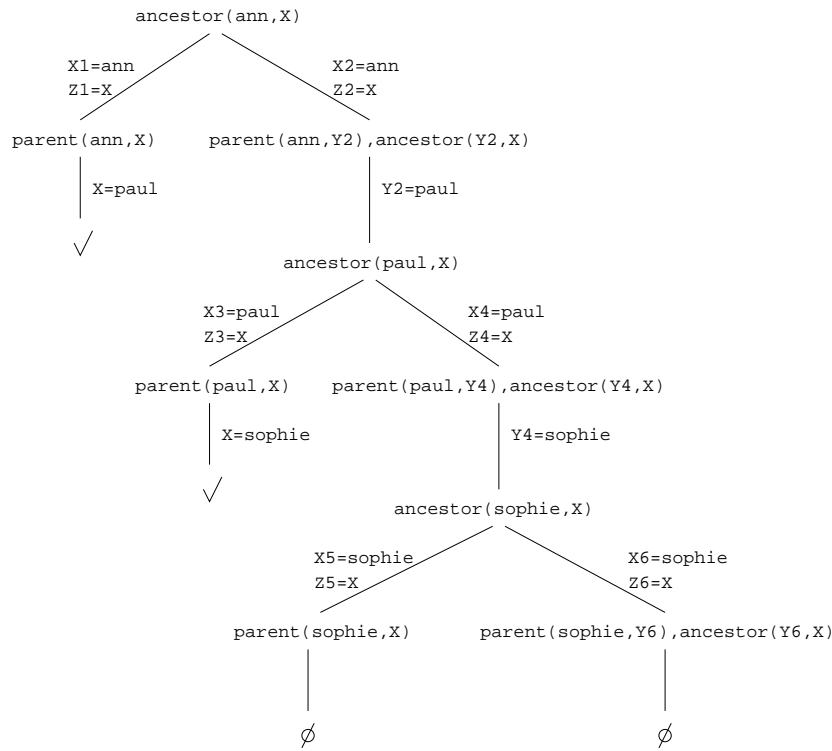 ancestor(ann,X)
X1=ann
Z1=X
X2=ann
Z2=X
parent(ann,X)
parent(ann,Y2),ancestor(Y2,X)
X=paul
Y2=paul
ancestor(paul,X)
X3=paul
Z3=X
X4=paul
Z4=X
parent(paul,X)
parent(paul,Y4),ancestor(Y4,X)
X=sophie
Y4=sophie
ancestor(sophie,X)
X5=sophie
Z5=X
X6=sophie
Z6=X
parent(sophie,X)
parent(sophie,Y6),ancestor(Y6,X)
∅
∅